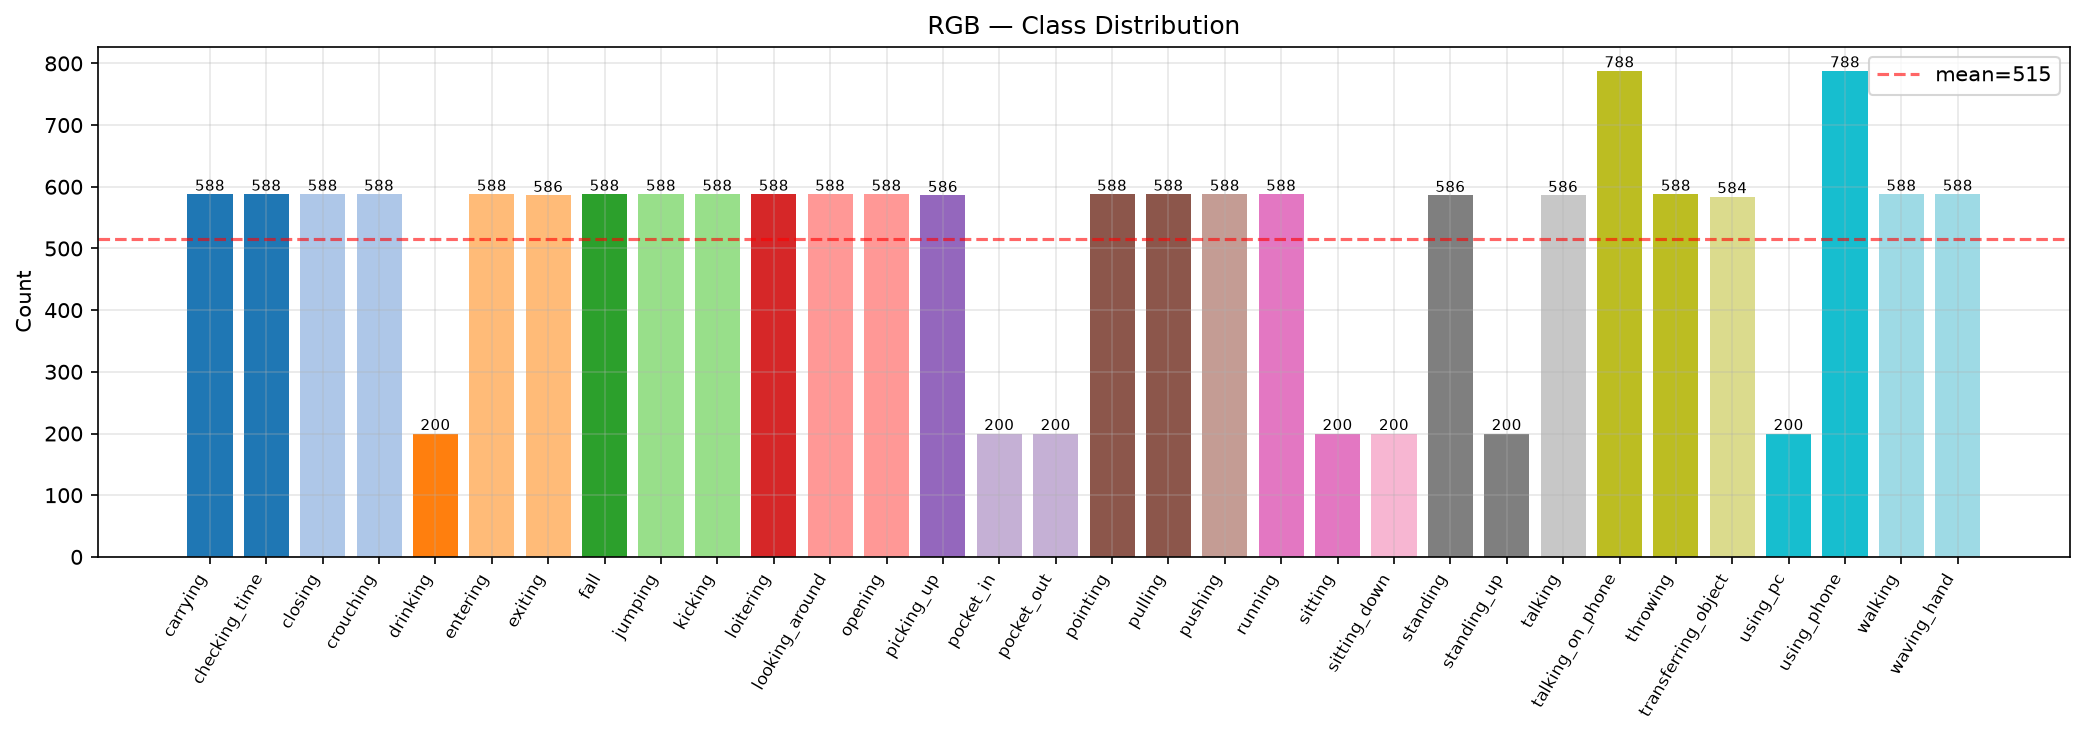 RGB — Class Distribution
mean=515
Count
800
700
600
500
400
300
200
100
0
588 588 588 588 200 588 586 588 588 588 588 588 588 586 200 200 588 588 588 588 200 200 586 200 586 788 588 584 200 788 588 588
carrying
checking_time
closing
crouching
drinking
entering
exiting
fall
jumping
kicking
loitering
looking_around
opening
picking_up
pocket_in
pocket_out
pointing
pulling
pushing
running
sitting
sitting_down
standing
standing_up
talking
talking_on_phone
throwing
transferring_object
using_pc
using_phone
walking
waving_hand